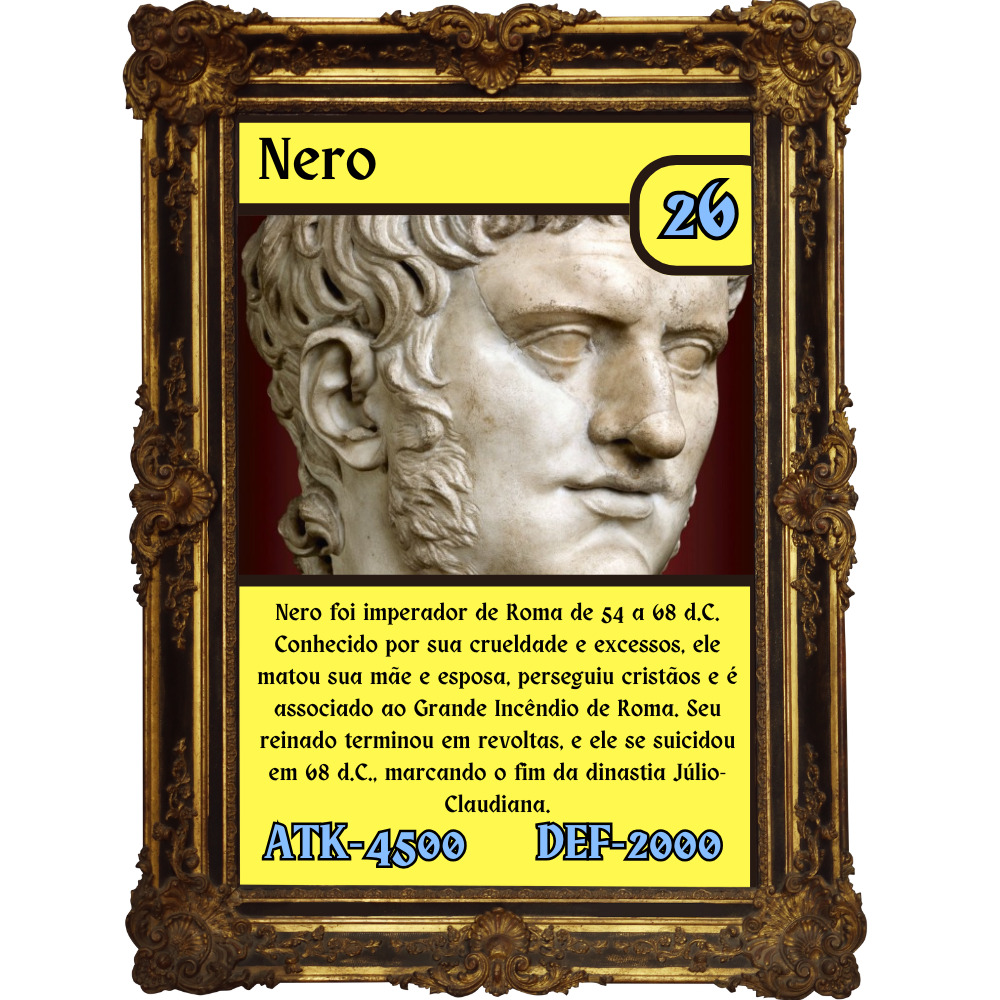 Nero
26
Nero foi imperador de Roma de 54 a 68 d.C.
Conhecido por sua crueldade e excessos, ele
matou sua mãe e esposa, perseguiu cristãos e é
associado ao Grande Incêndio de Roma. Seu
reinado terminou em revoltas, e ele se suicidou
em 68 d.C., marcando o fim da dinastia Júlio-
Claudiana.
ATK-4500 DEF-2000